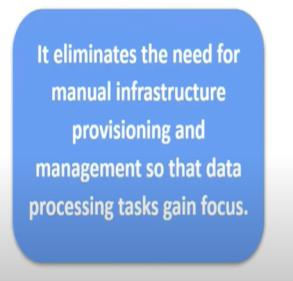 It eliminates the need for
manual infrastructure
provisioning and
management so that data
processing tasks gain focus.